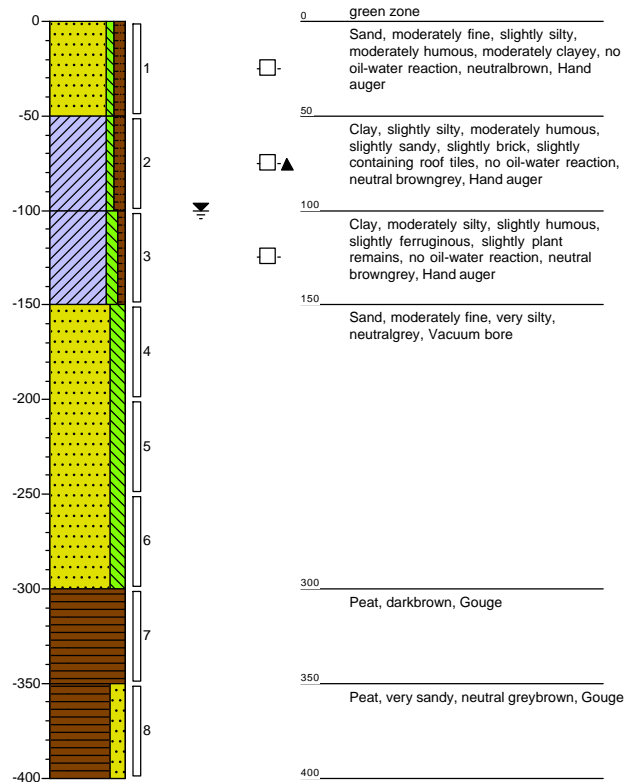 green zone
0
0
Sand, moderately fine, slightly silty,
moderately humous, moderately clayey, no
oil-water reaction, neutralbrown, Hand
auger
1
-50
50
Clay, slightly silty, moderately humous,
slightly sandy, slightly brick, slightly
containing roof tiles, no oil-water reaction,
neutral browngrey, Hand auger
2
-100
100
Clay, moderately silty, slightly humous,
slightly ferruginous, slightly plant
remains, no oil-water reaction, neutral
browngrey, Hand auger
3
-150
150
Sand, moderately fine, very silty,
neutralgrey, Vacuum bore
4
-200
5
-250
6
-300
300
Peat, darkbrown, Gouge
7
-350
350
Peat, very sandy, neutral greybrown, Gouge
8
-400
400